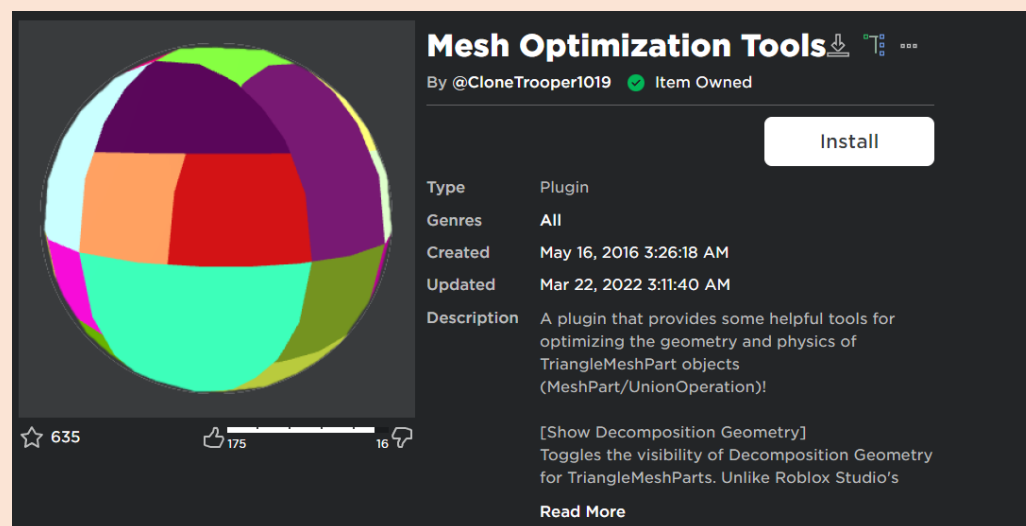 Mesh Optimization Tools
By @CloneTrooper1019 Item Owned
Install
Type Plugin
Genres All
Created May 16, 2016 3:26:18 AM
Updated Mar 22, 2022 3:11:40 AM
Description A plugin that provides some helpful tools for
optimizing the geometry and physics of
TriangleMeshPart objects
(MeshPart/UnionOperation)!
[Show Decomposition Geometry]
Toggles the visibility of Decomposition Geometry
for TriangleMeshParts. Unlike Roblox Studio's
Read More
635 175 16